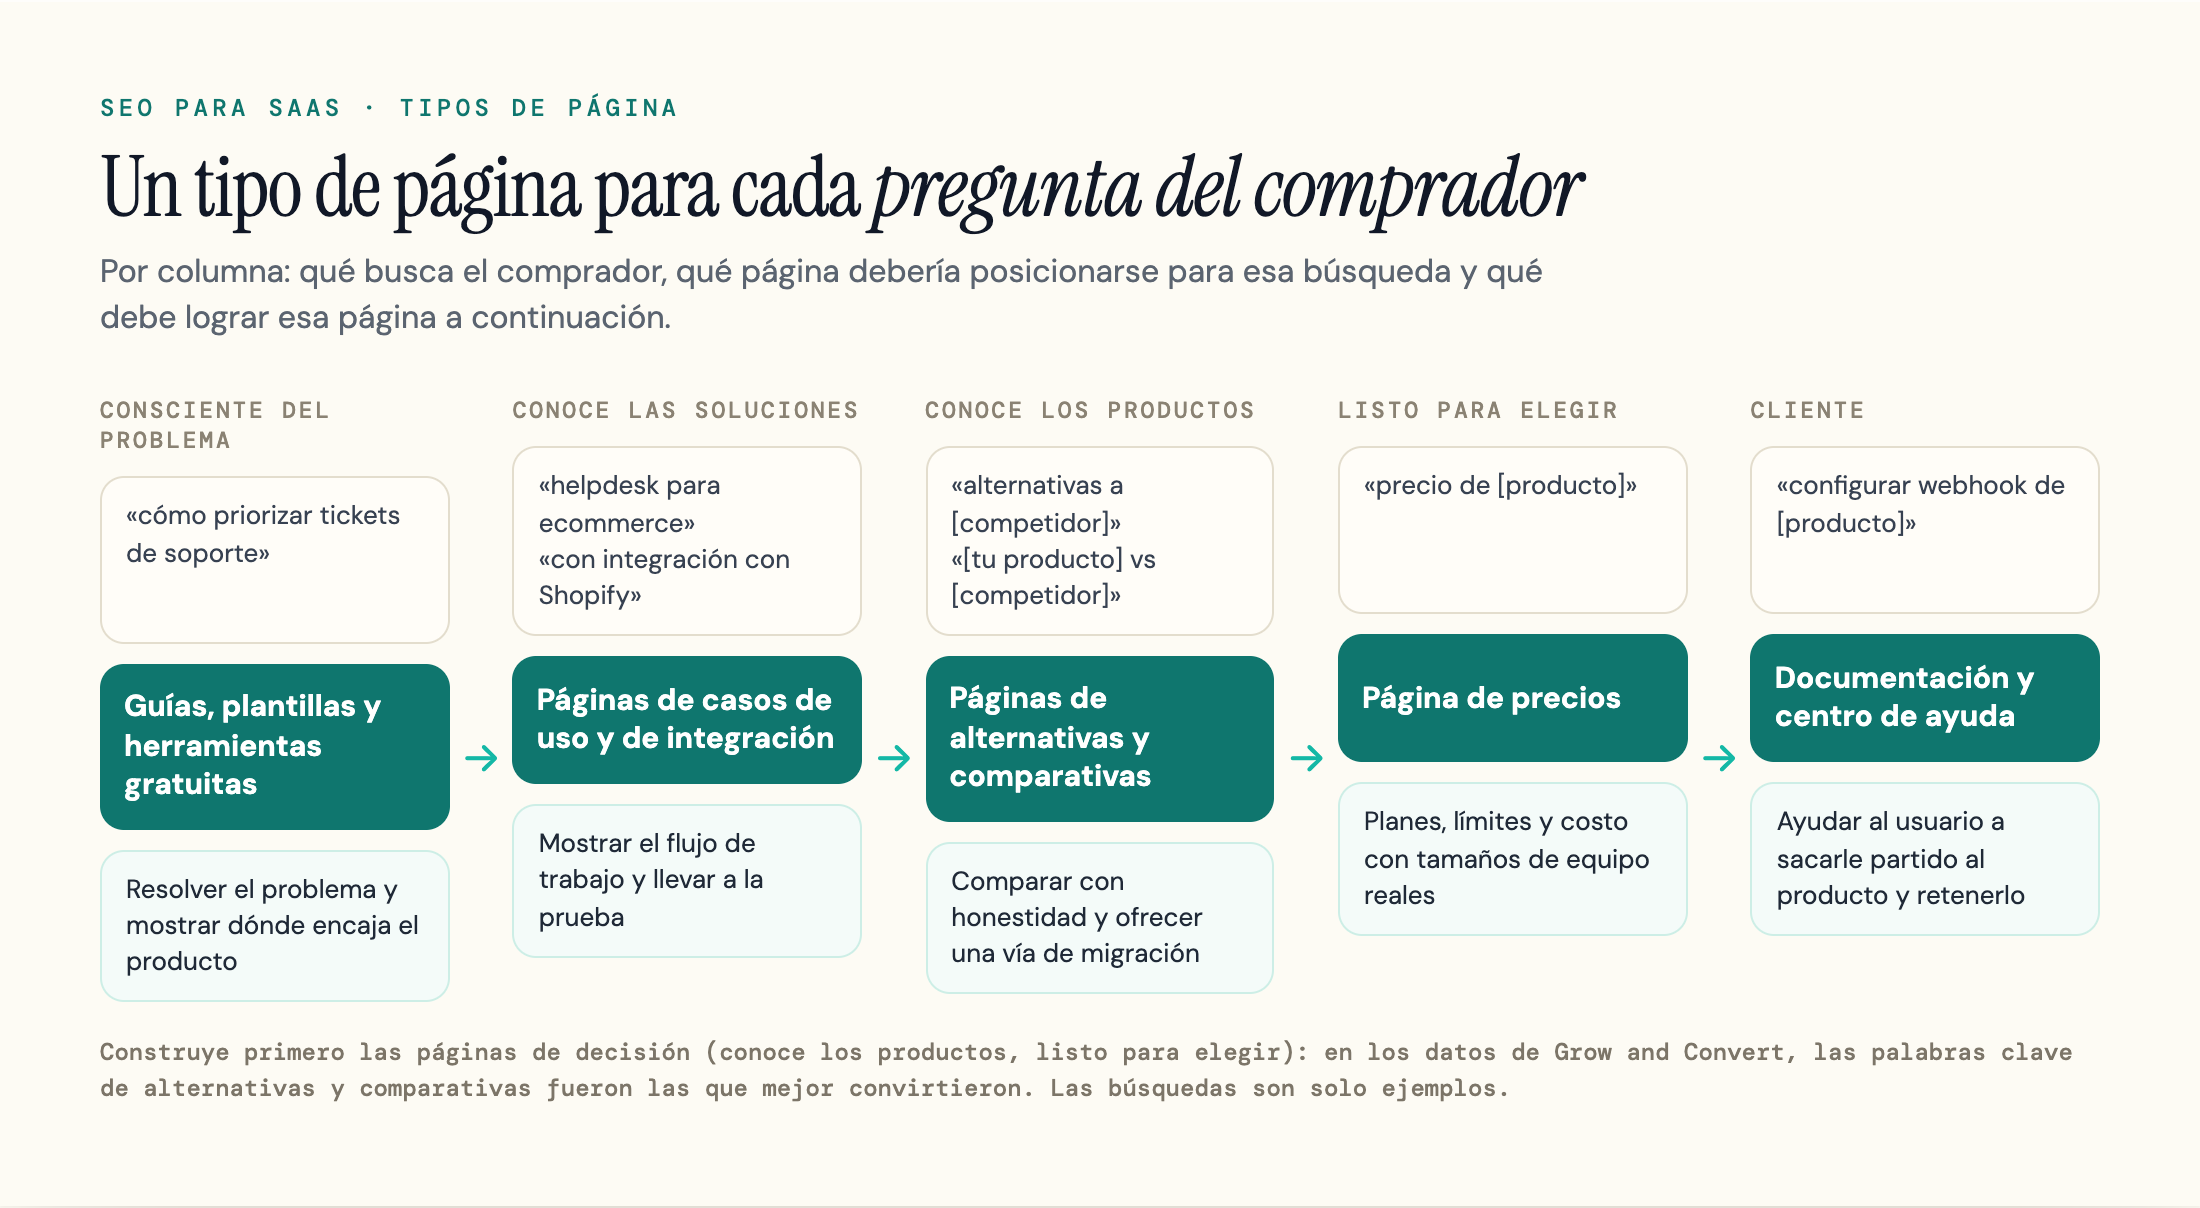 SEO PARA SAAS · TIPOS DE PÁGINA
Un tipo de página para cada pregunta del comprador
Por columna: qué busca el comprador, qué página debería posicionarse para esa búsqueda y qué
debe lograr esa página a continuación.
CONSCIENTE DEL
PROBLEMA
«cómo priorizar tickets
de soporte»
Guías, plantillas y
herramientas
gratuitas
Resolver el problema y
mostrar dónde encaja el
producto
CONOCE LAS SOLUCIONES
«helpdesk para
ecommerce»
«con integración con
Shopify»
Páginas de casos de
uso y de integración
Mostrar el flujo de
trabajo y llevar a la
prueba
CONOCE LOS PRODUCTOS
«alternativas a
[competidor]»
«[tu producto] vs
[competidor]»
Páginas de
alternativas y
comparativas
Comparar con
honestidad y ofrecer
una vía de migración
LISTO PARA ELEGIR
«precio de [producto]»
Página de precios
Planes, límites y costo
con tamaños de equipo
reales
CLIENTE
«configurar webhook de
[producto]»
Documentación y
centro de ayuda
Ayudar al usuario a
sacarle partido al
producto y retenerlo
Construye primero las páginas de decisión (conoce los productos, listo para elegir): en los datos de Grow and Convert, las palabras clave
de alternativas y comparativas fueron las que mejor convirtieron. Las búsquedas son solo ejemplos.